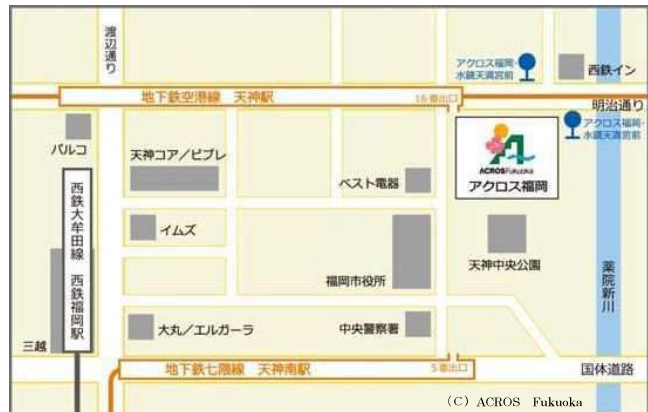 渡辺通り
アクロス福岡・
水鏡天満宮前
西鉄イン
地下鉄空港線 天神駅
16番出口
明治通り
アクロス福岡・
水鏡天満宮前
パルコ
天神コア/ビブレ
ベスト電器
ACROS Fukuoka
アクロス福岡
西鉄大牟田線 西鉄福岡駅
イムズ
福岡市役所
天神中央公園
薬院新川
三越
大丸/エルガーラ
中央警察署
地下鉄七隈線 天神南駅
5番出口
国体道路
(C) ACROS Fukuoka